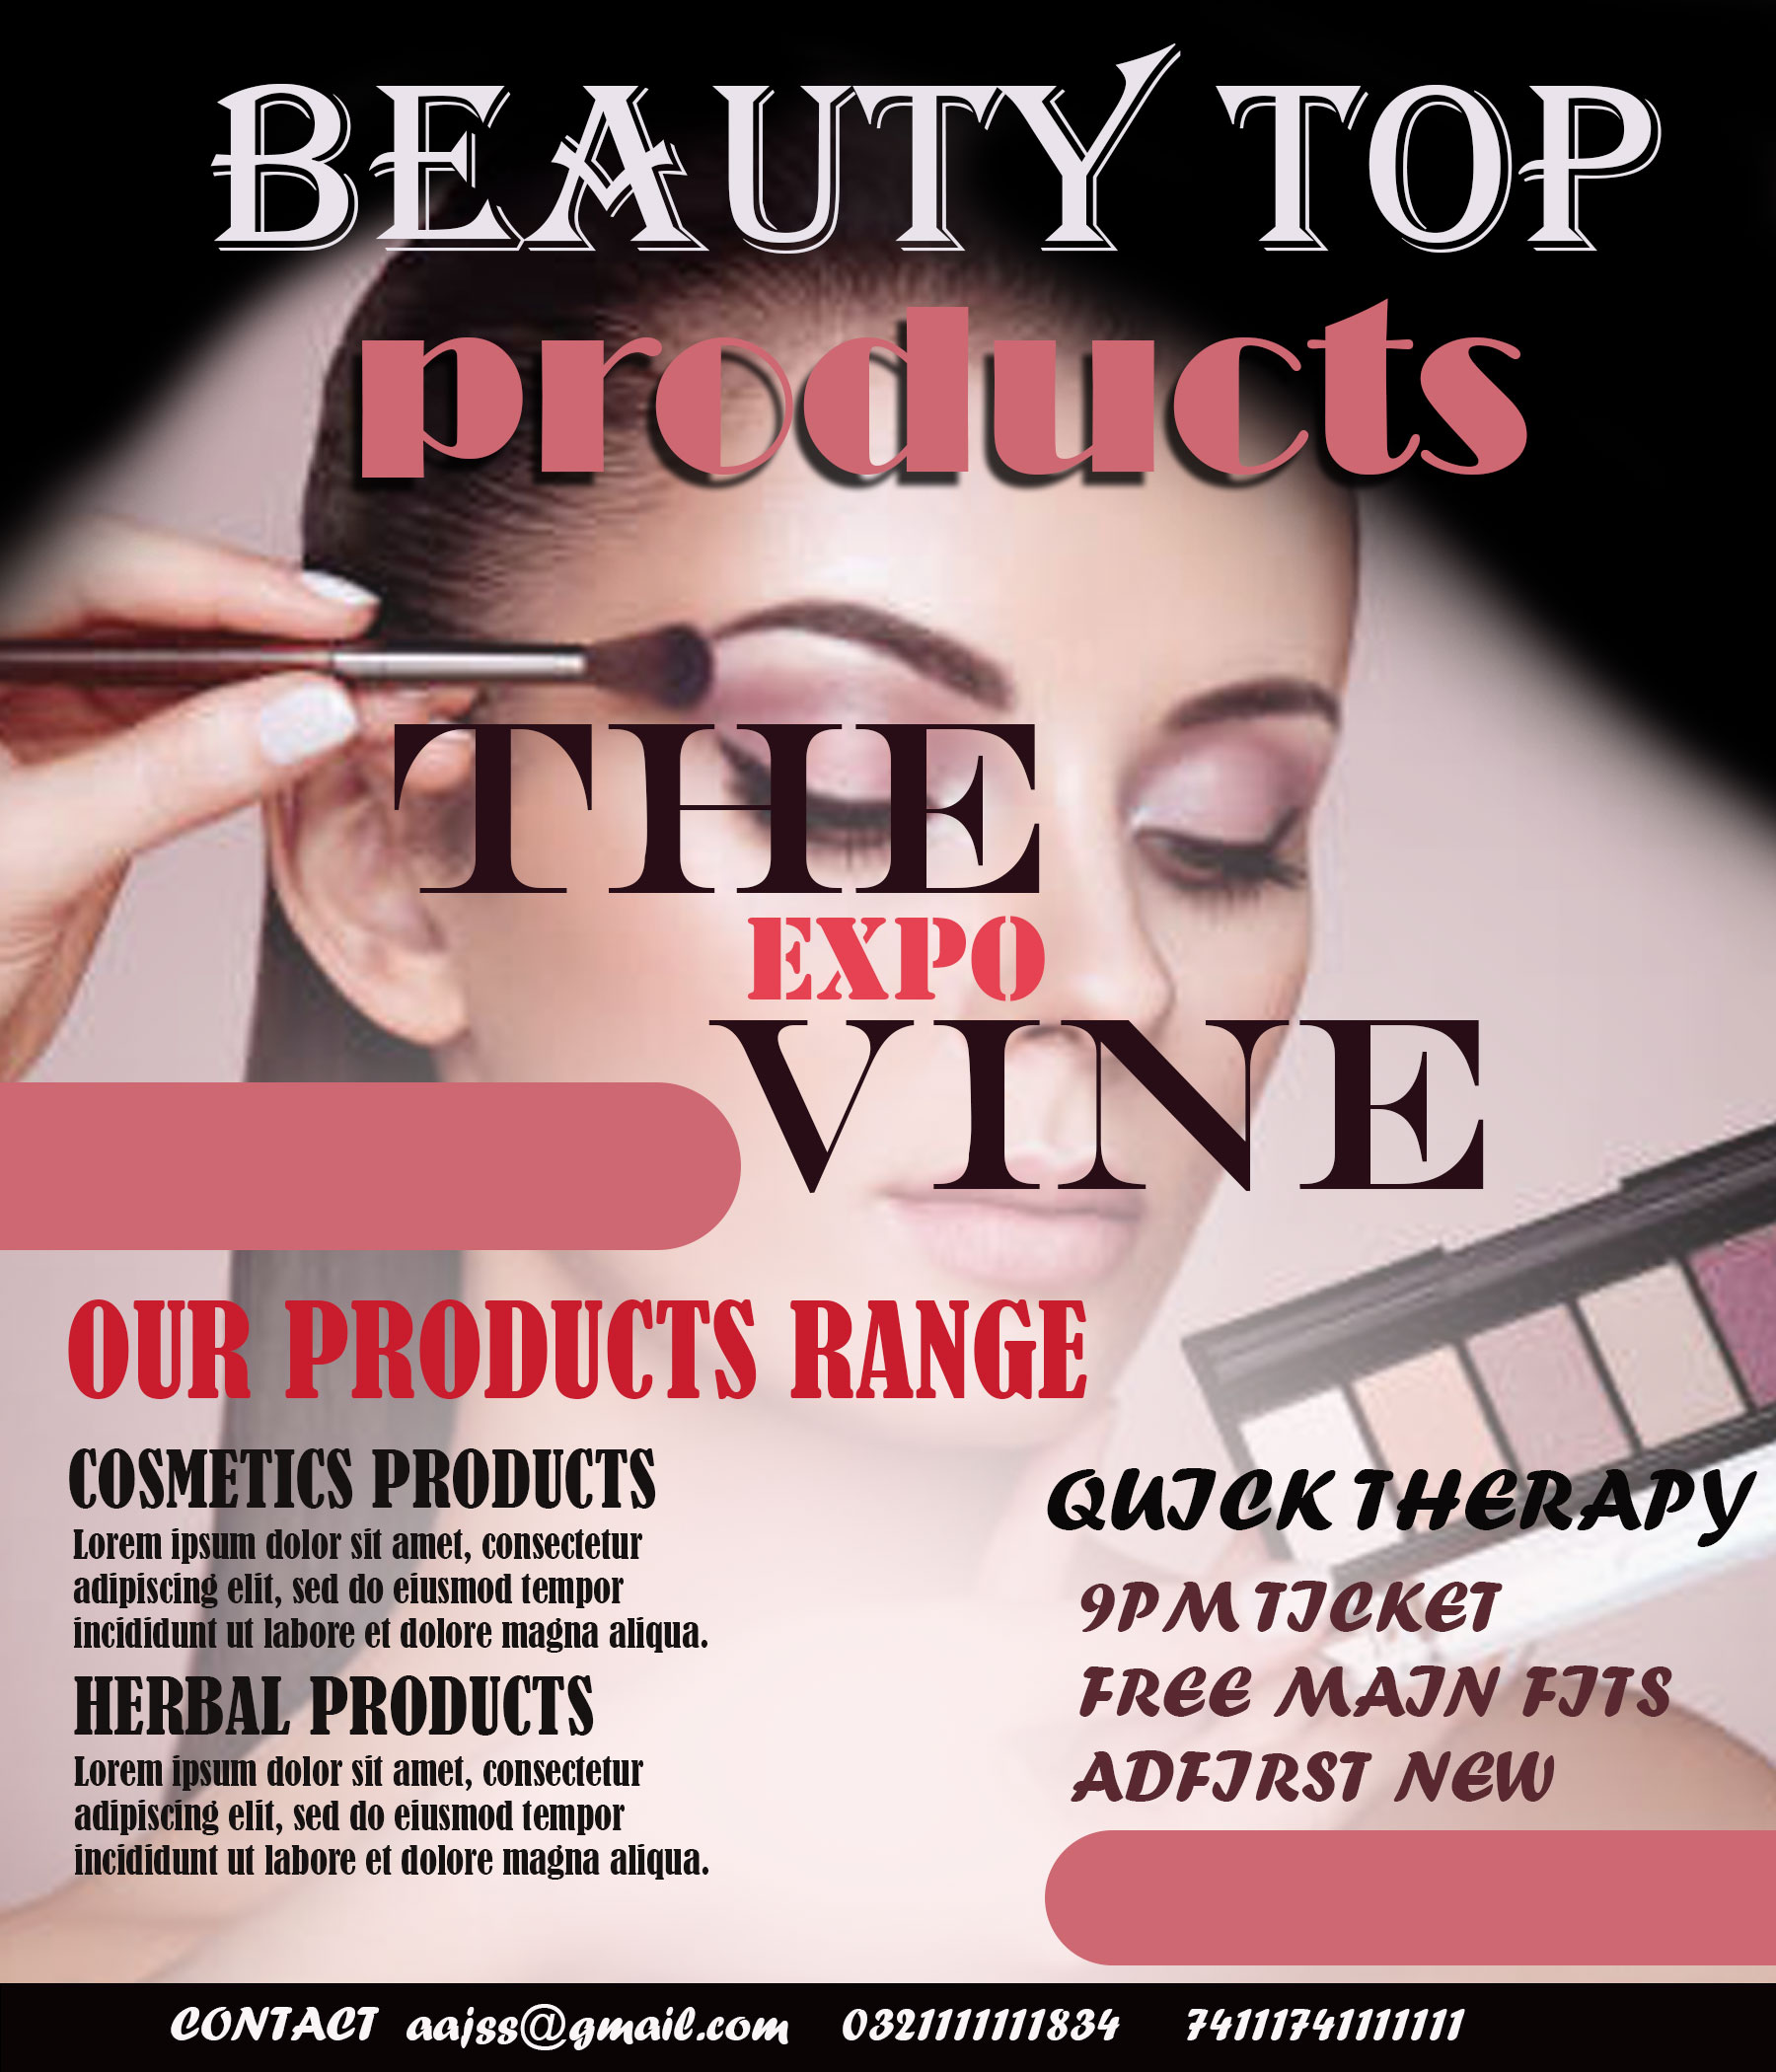 BEAUTY TOP
products
THE
EXPO
VINE
OUR PRODUCTS RANGE
COSMETICS PRODUCTS
Lorem ipsum dolor sit amet, consectetur
adipiscing elit, sed do eiusmod tempor
incididunt ut labore et dolore magna aliqua.
HERBAL PRODUCTS
Lorem ipsum dolor sit amet, consectetur
adipiscing elit, sed do eiusmod tempor
incididunt ut labore et dolore magna aliqua.
QUICK THERAPY
9PM TICKET
FREE MAIN FITS
ADFIRST NEW
CONTACT aajss@gmail.com 0321111111834 74111741111111